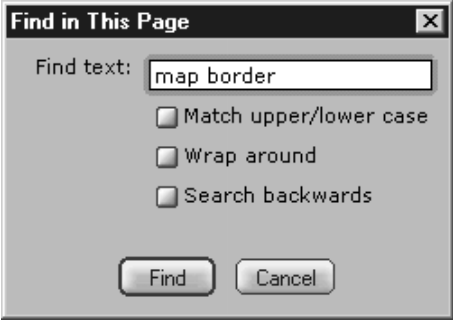 Find in This Page
Find text: map border
Match upper/lower case
Wrap around
Search backwards
Find Cancel